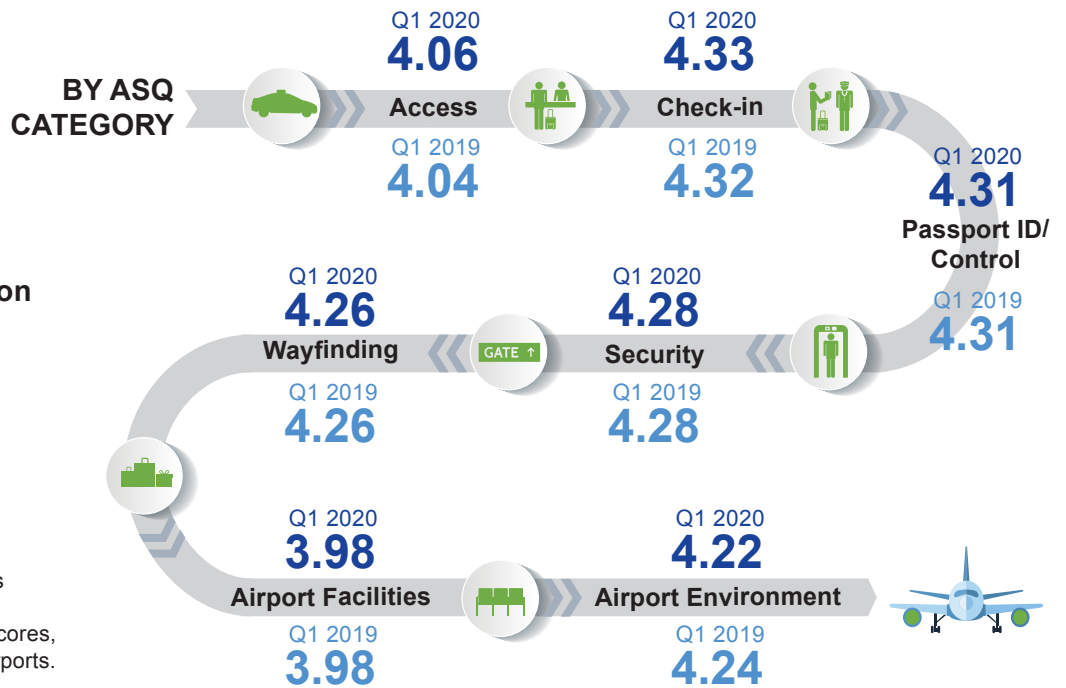 BY ASQ
CATEGORY
Q1 2020
4.06
Access
Q1 2019
4.04
Q1 2020
4.33
Check-in
Q1 2019
4.32
Q1 2020
4.31
Passport ID/
Control
Q1 2019
4.31
Q1 2020
4.28
Security
Q1 2019
4.28
GATE ↑
on
Q1 2020
4.26
Wayfinding
Q1 2019
4.26
Q1 2020
3.98
Airport Facilities
Q1 2019
3.98
Q1 2020
4.22
Airport Environment
Q1 2019
4.24
s
cores,
rports.